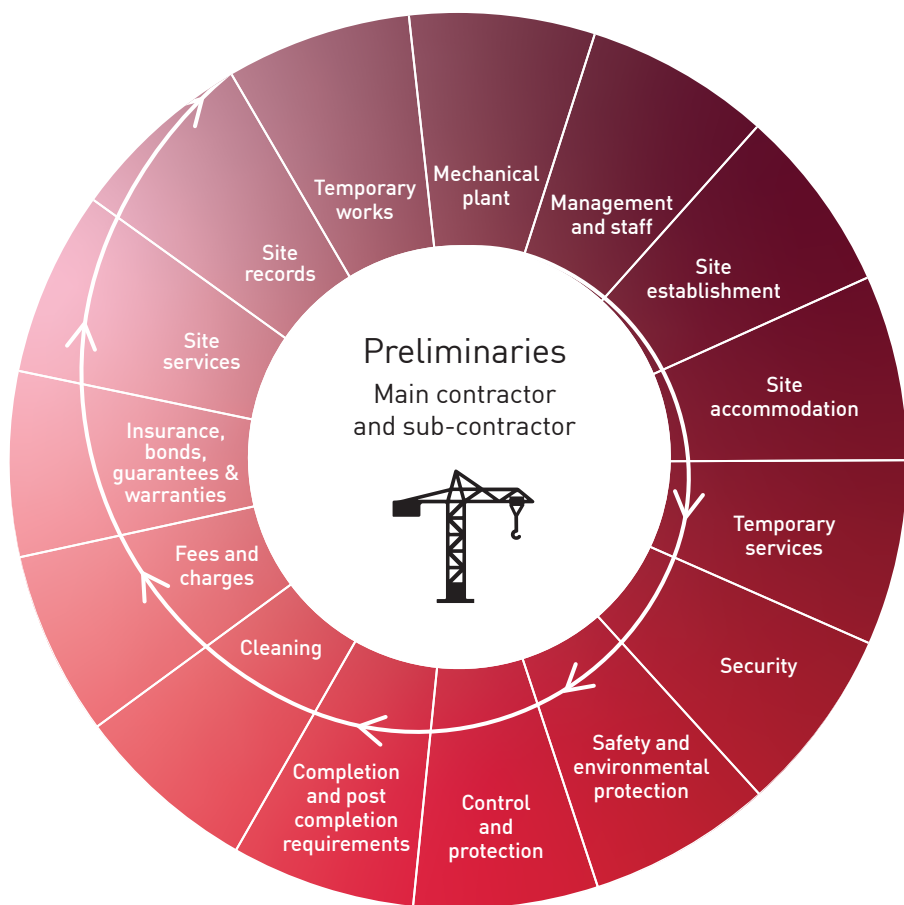 Preliminaries
Main contractor
and sub-contractor
Management
and staff
Site
establishment
Site
accommodation
Temporary
services
Security
Safety and
environmental
protection
Control
and
protection
Completion
and post
completion
requirements
Cleaning
Fees and
charges
Insurance,
bonds,
guarantees &
warranties
Site
services
Site
records
Temporary
works
Mechanical
plant